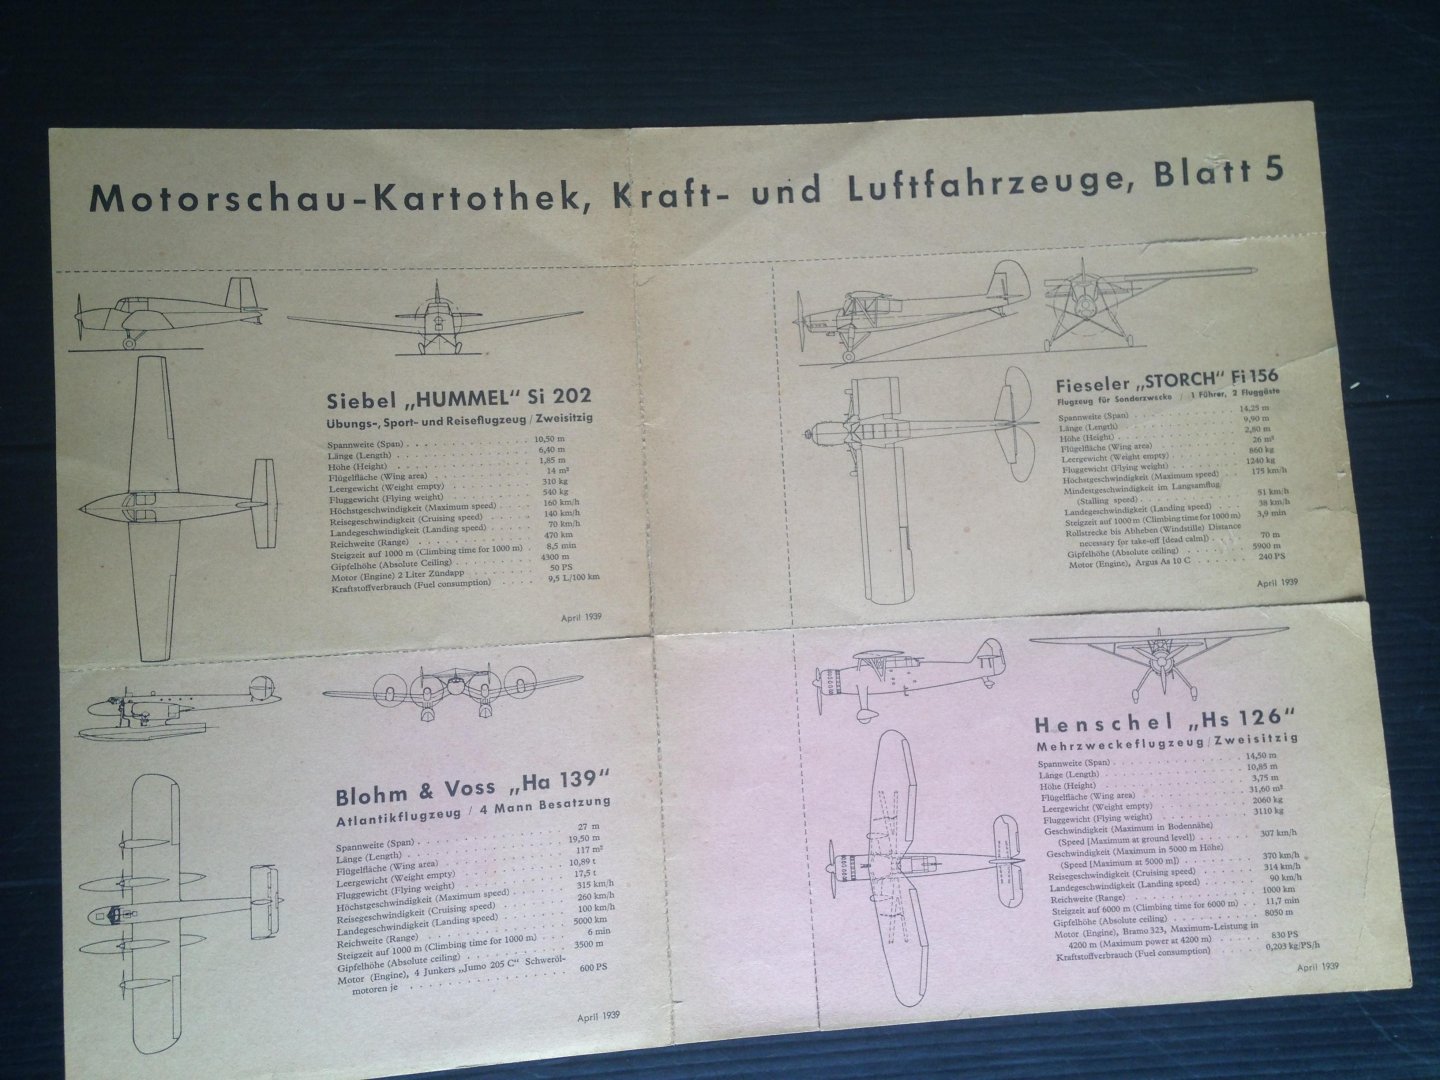 Motorschau-Kartothek, Kraft- und Luftfahrzeuge, Blatt 5
Siebel „HUMMEL“ Si 202
Übungs-, Sport- und Reiseflugzeug / Zweisitzig
Spannweite (Span) . . . . . . . . 10,50 m
Länge (Length) . . . . . . . . 6,40 m
Höhe (Height) . . . . . . . . 1,85 m
Flügelfläche (Wing area) . . . . . . . . 14 m²
Leergewicht (Weight empty) . . . . . . . . 310 kg
Fluggewicht (Flying weight) . . . . . . . . 540 kg
Höchstgeschwindigkeit (Maximum speed) . . . . 160 km/h
Reisegeschwindigkeit (Cruising speed) . . . . 140 km/h
Landegeschwindigkeit (Landing speed) . . . . 70 km/h
Reichweite (Range) . . . . . . . . 470 km
Steigzeit auf 1000 m (Climbing time for 1000 m) . . 8,5 min
Gipfelhöhe (Absolute Ceiling) . . . . . . . . 4300 m
Motor (Engine) 2 Liter Zündapp . . . . . . . . 50 PS
Kraftstoffverbrauch (Fuel consumption) . . . . 9,5 L/100 km
April 1939
Fieseler „STORCH“ Fi 156
Flugzeug für Sonderzwecke / 1 Führer, 2 Fluggäste
Spannweite (Span) . . . . . . . . 14,25 m
Länge (Length) . . . . . . . . 9,90 m
Höhe (Height) . . . . . . . . 2,80 m
Flügelfläche (Wing area) . . . . . . . . 26 m²
Leergewicht (Weight empty) . . . . . . . . 860 kg
Fluggewicht (Flying weight) . . . . . . . . 1240 kg
Höchstgeschwindigkeit (Maximum speed) . . . . 175 km/h
Mindestgeschwindigkeit im Langsamflug
(Stalling speed) . . . . . . . . 51 km/h
Landegeschwindigkeit (Landing speed) . . . . 38 km/h
Steigzeit auf 1000 m (Climbing time for 1000 m) 3,9 min
Rollstrecke bis Abheben (Windstille) Distance
necessary for take-off [dead calm]) . . . . 70 m
Gipfelhöhe (Absolute ceiling) . . . . . . . . 5900 m
Motor (Engine), Argus As 10 C . . . . . . . . 240 PS
April 1939
Blohm & Voss „Ha 139“
Atlantikflugzeug / 4 Mann Besatzung
Spannweite (Span) . . . . . . . . 27 m
Länge (Length) . . . . . . . . 19,50 m
Flügelfläche (Wing area) . . . . . . . . 117 m²
Leergewicht (Weight empty) . . . . . . . . 10,89 t
Fluggewicht (Flying weight) . . . . . . . . 17,5 t
Höchstgeschwindigkeit (Maximum speed) . . . . 315 km/h
Reisegeschwindigkeit (Cruising speed) . . . . 260 km/h
Landegeschwindigkeit (Landing speed) . . . . 100 km/h
Reichweite (Range) . . . . . . . . 5000 km
Steigzeit auf 1000 m (Climbing time for 1000 m) . . 6 min
Gipfelhöhe (Absolute ceiling) . . . . . . . . 3500 m
Motor (Engine), 4 Junkers „Jumo 205 C“ Schweröl-
motoren je . . . . . . . . 600 PS
April 1939
Henschel „Hs 126“
Mehrzweckeflugzeug / Zweisitzig
Spannweite (Span) . . . . . . . . 14,50 m
Länge (Length) . . . . . . . . 10,85 m
Höhe (Height) . . . . . . . . 3,75 m
Flügelfläche (Wing area) . . . . . . . . 31,60 m²
Leergewicht (Weight empty) . . . . . . . . 2060 kg
Fluggewicht (Flying weight) . . . . . . . . 3110 kg
Geschwindigkeit (Maximum in Bodennähe)
(Speed [Maximum at ground level]) . . . . 307 km/h
Geschwindigkeit (Maximum in 5000 m Höhe)
(Speed [Maximum at 5000 m]) . . . . 370 km/h
Reisegeschwindigkeit (Cruising speed) . . . . 314 km/h
Landegeschwindigkeit (Landing speed) . . . . 90 km/h
Reichweite (Range) . . . . . . . . 1000 km
Steigzeit auf 6000 m (Climbing time for 6000 m) . . 11,7 min
Gipfelhöhe (Absolute ceiling) . . . . . . . . 8050 m
Motor (Engine), Bramo 323, Maximum-Leistung in
4200 m (Maximum power at 4200 m) . . . . 830 PS
Kraftstoffverbrauch (Fuel consumption) . . . . 0,203 kg/PS/h
April 1939